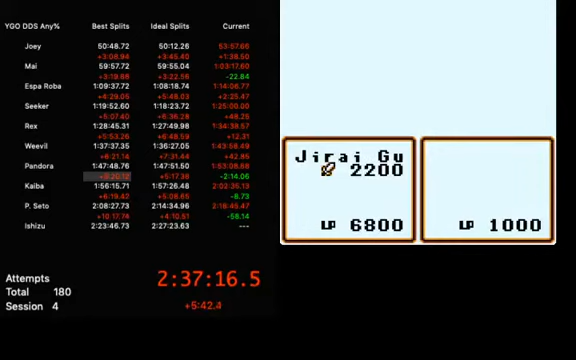 YGO DDS Any% Best Splits Ideal Splits Current
Joey 50:48.72 50:12.26 53:57.66
+3:08.94 +3:45.40 +1:38.50
Mai 59:57.72 59:55.04 1:03:17.60
+3:19.88 +3:22.56 -22.84
Espa Roba 1:09:37.72 1:08:18.74 1:14:06.77
+4:29.05 +5:48.03 +2:25.47
Seeker 1:19:52.60 1:18:23.72 1:25:00.00
+5:07.40 +6:36.28 +49.25
Rex 1:28:45.31 1:27:49.98 1:34:38.57
+5:53.26 +6:48.59 +12.31
Weevil 1:37:37.35 1:36:27.05 1:43:58.49
+6:21.14 +7:31.44 +42.85
Pandora 1:47:48.76 1:47:51.50 1:53:08.88
+5:20.12 +5:17.38 -2:14.06
Kaiba 1:56:15.71 1:57:26.48 2:02:35.13
+6:19.42 +5:08.65 -8.73
P. Seto 2:08:27.73 2:14:34.96 2:18:45.47
+10:17.74 +4:10.51 -58.14
Ishizu 2:23:46.73 2:27:23.63 ---
Attempts
Total 180
Session 4
2:37:16.5
+5:42.4
Jirai Gu
2200
LP 6800
LP 1000